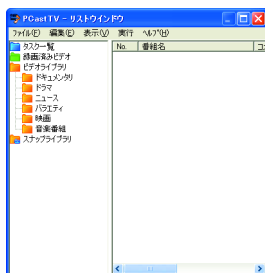 PCastTV - リストウインドウ
ファイル(F) 編集(E) 表示(V) 実行 ヘルプ(H)
No. 番組名
タスク一覧
録画済みビデオ
ビデオライブラリ
ドキュメンタリ
ドラマ
ニュース
バラエティ
映画
音楽番組
スナップライブラリ